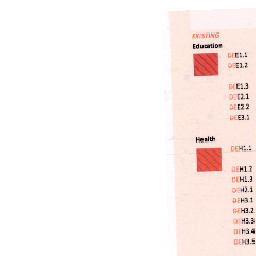 EXISTING
Education
DEE1.1
DEE1.2
DEE1.3
DEE2.1
DEE2.2
DEE3.1
Health
DEH1.1
DEH1.2
DEH1.3
DEH2.1
DEH3.1
DEH3.2
DEH3.3
DEH3.4
DEH3.5